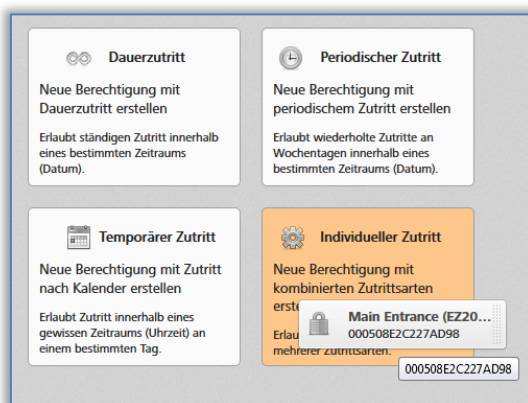 Dauerzutritt
Neue Berechtigung mit
Dauerzutritt erstellen
Erlaubt ständigen Zutritt innerhalb
eines bestimmten Zeitraums
(Datum).
Periodischer Zutritt
Neue Berechtigung mit
periodischem Zutritt erstellen
Erlaubt wiederholte Zutritte an
Wochentagen innerhalb eines
bestimmten Zeitraums (Datum).
Temporärer Zutritt
Neue Berechtigung mit Zutritt
nach Kalender erstellen
Erlaubt Zutritt innerhalb eines
gewissen Zeitraums (Uhrzeit) an
einem bestimmten Tag.
Individueller Zutritt
Neue Berechtigung mit
kombinierten Zutrittsarten
mehrerer Zutrittsarten.
Main Entrance (EZ20...
000508E2C227AD98
000508E2C227AD98